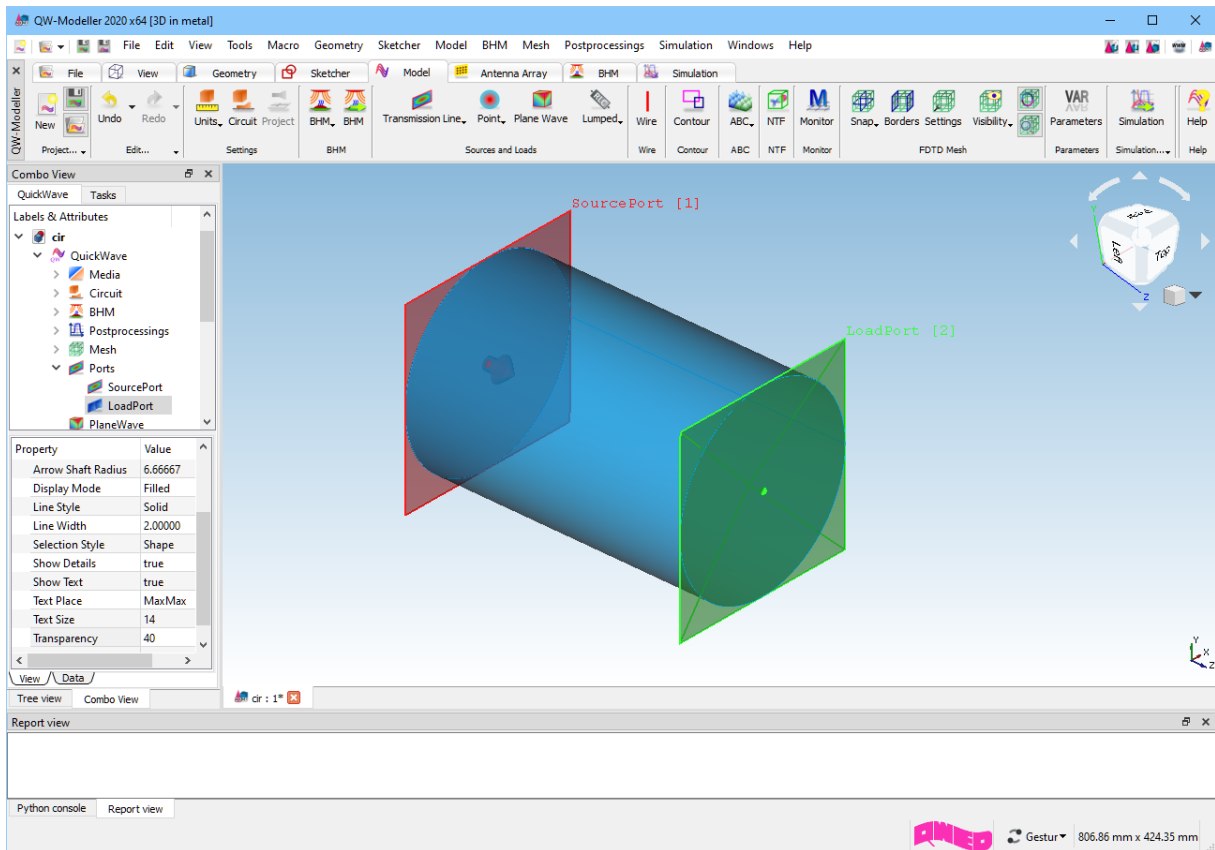 QW-Modeller 2020 x64 [3D in metal]
File Edit View Tools Macro Geometry Sketcher Model BHM Mesh Postprocessings Simulation Windows Help
File View Geometry Sketcher Model Antenna Array BHM Simulation
QW-Modeller
New Undo Redo Units Circuit Project BHM BHM Transmission Line Point Plane Wave Lumped Wire Contour ABC NTF Monitor Snap Borders Settings Visibility VAR Parameters Simulation Help
Project... Edit... Settings BHM Sources and Loads Wire Contour ABC NTF Monitor FDTD Mesh Parameters Simulation... Help
Combo View
QuickWave Tasks
Labels & Attributes
cir
QuickWave
Media
Circuit
BHM
Postprocessings
Mesh
Ports
SourcePort
LoadPort
PlaneWave
Property Value
Arrow Shaft Radius 6.66667
Display Mode Filled
Line Style Solid
Line Width 2.00000
Selection Style Shape
Show Details true
Show Text true
Text Place MaxMax
Text Size 14
Transparency 40
View Data
Tree view Combo View
SourcePort [1]
LoadPort [2]
Left
Top
Y
Z
Y
X
Z
cir : 1*
Report view
Python console Report view
QWED
Gestur 806.86 mm x 424.35 mm